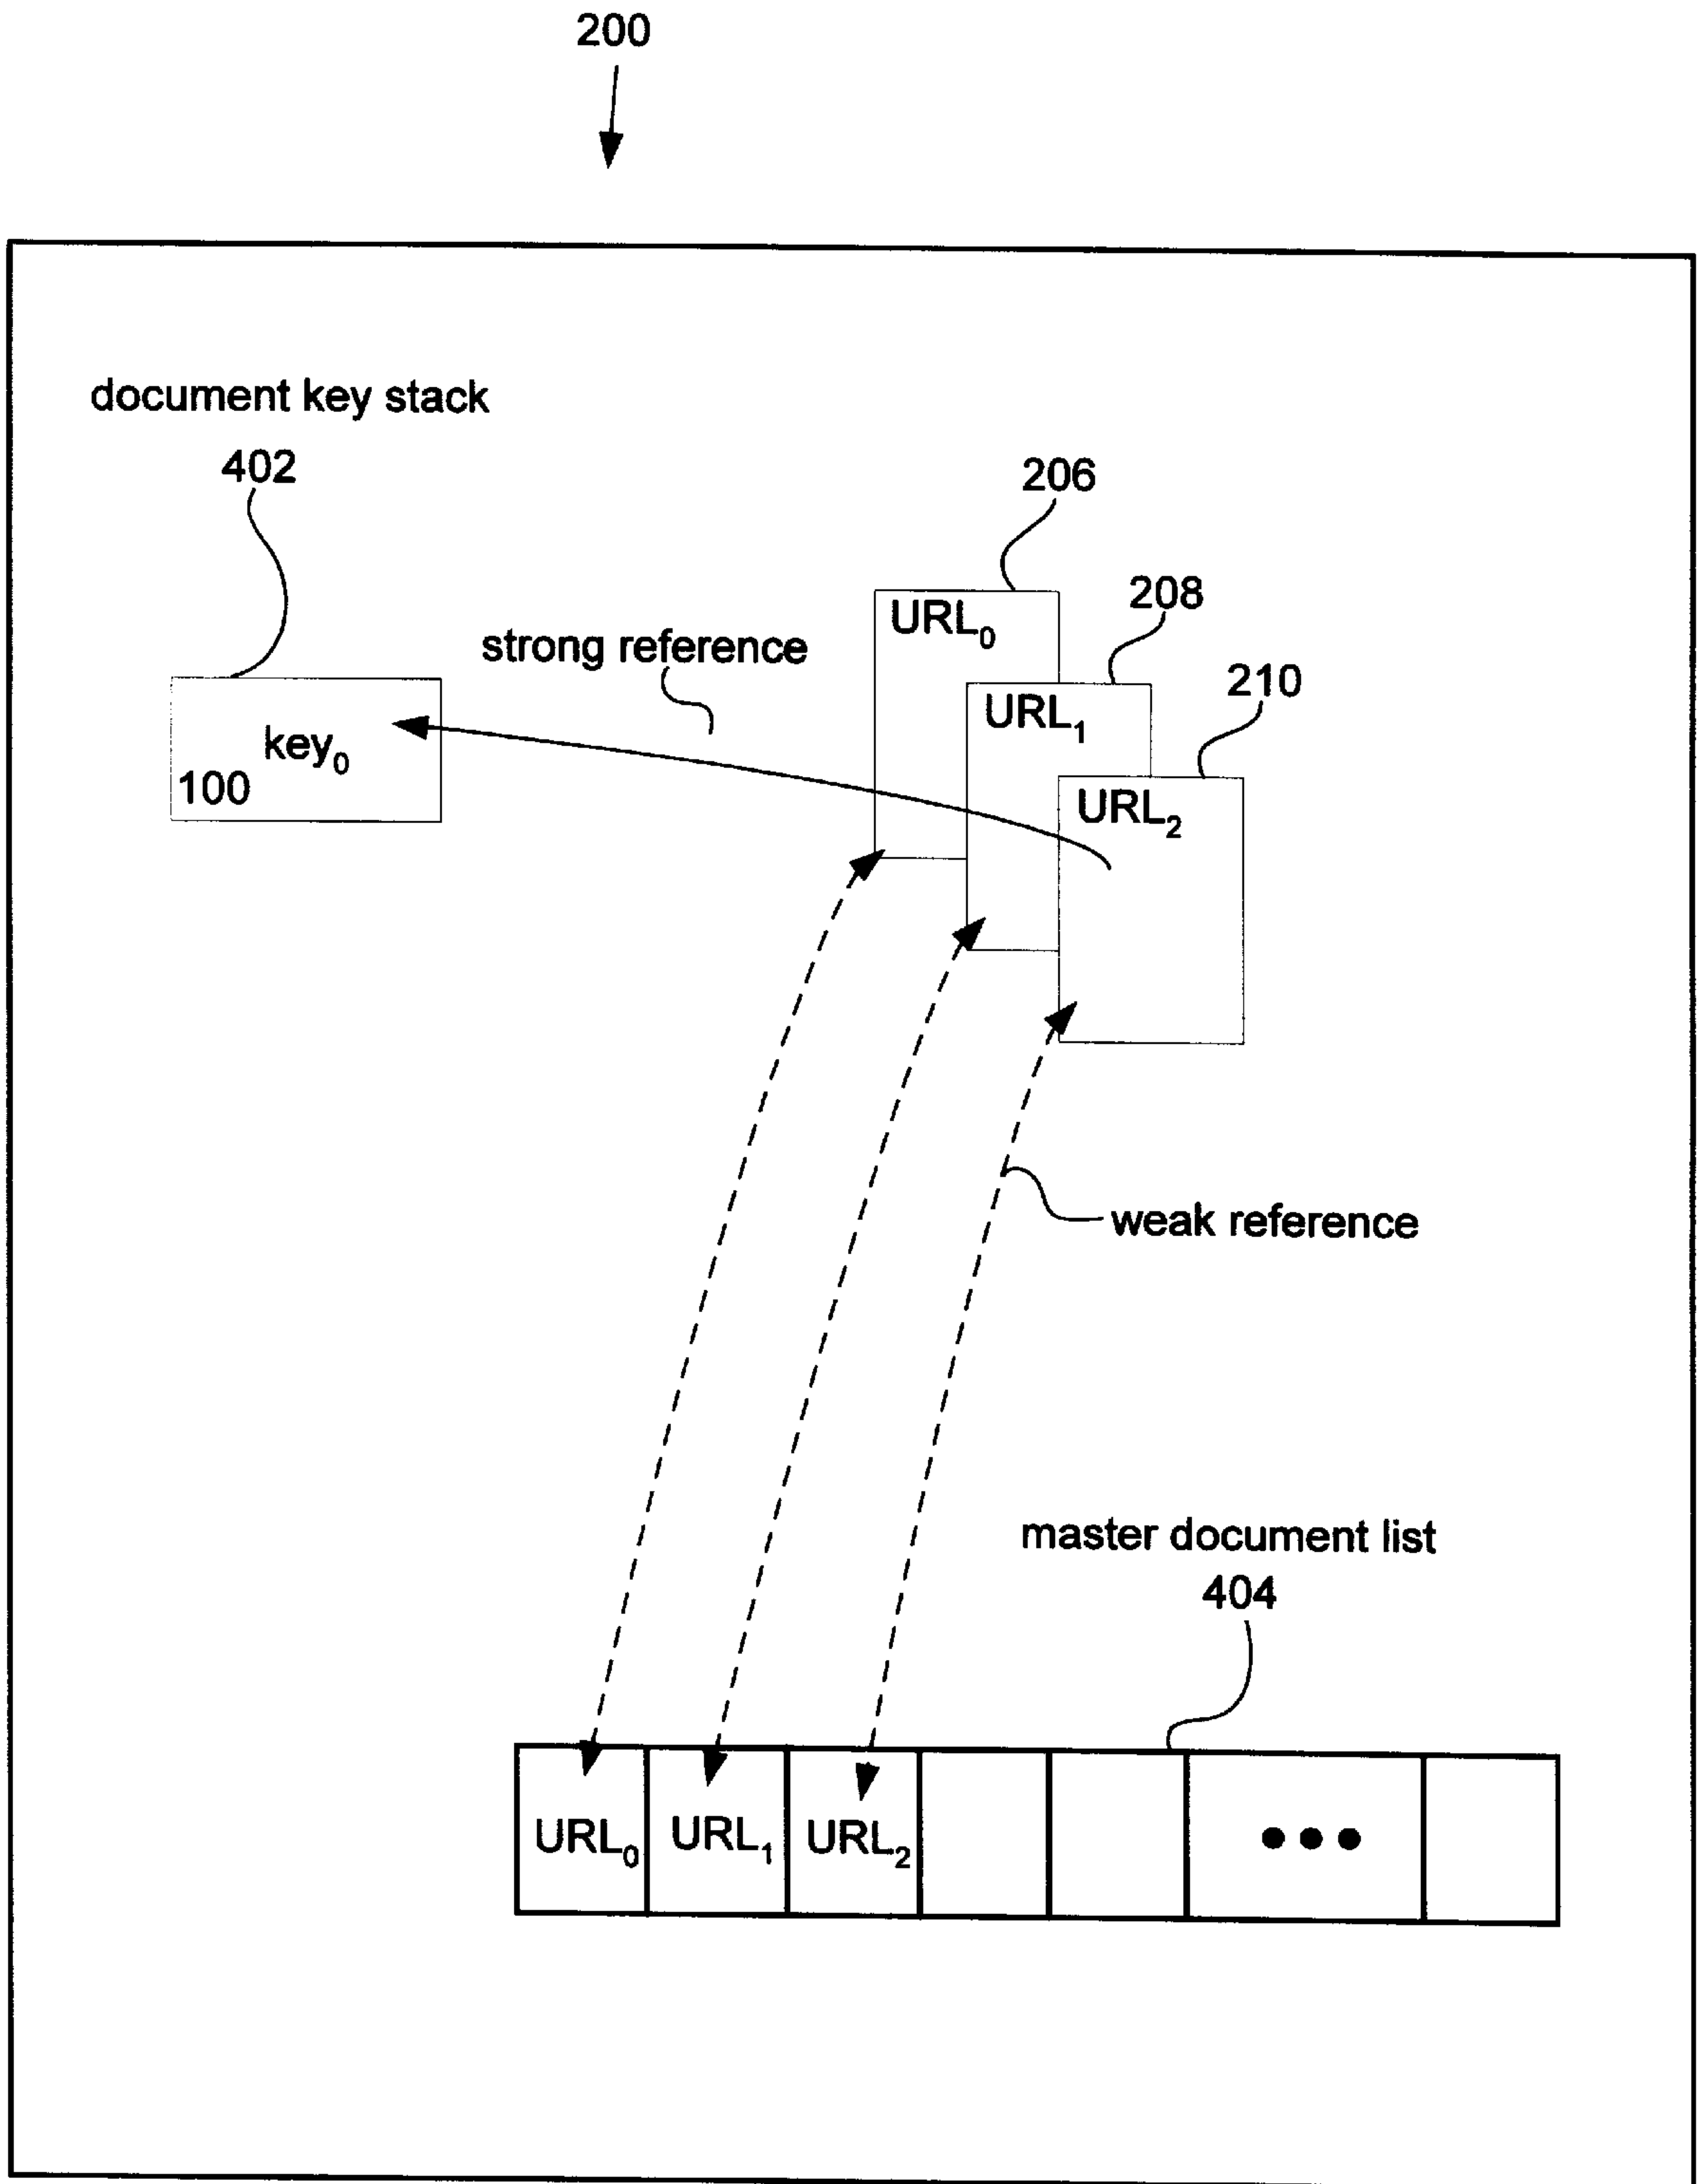 200
document key stack
402
206
208
210
URL₀
strong reference
URL₁
key₀
100
URL₂
weak reference
master document list
404
URL₀ URL₁ URL₂ •••